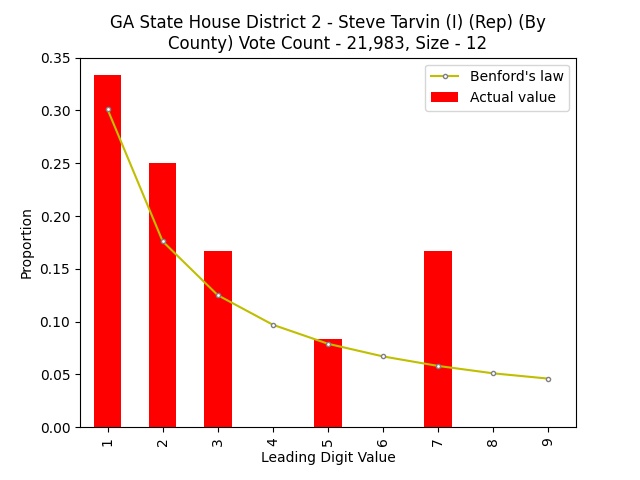 GA State House District 2 - Steve Tarvin (I) (Rep) (By
County) Vote Count - 21,983, Size - 12
Benford's law
Actual value
Proportion
0.35
0.30
0.25
0.20
0.15
0.10
0.05
0.00
1 2 3 4 5 6 7 8 9
Leading Digit Value